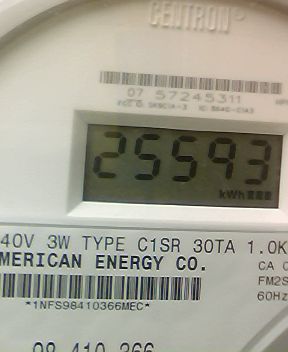 CENTRON®
07 57245311
25593
kWh
40V 3W TYPE C1SR 30TA 1.0K
MERICAN ENERGY CO.
CA 0
FM2S
*1NFS98410366MEC*
60Hz
98 410 366